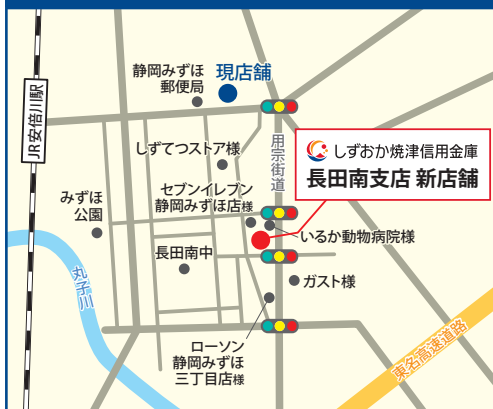 静岡みずほ
郵便局
現店舗
JR安倍川駅
しずてつストア様
用宗街道
しずおか焼津信用金庫
長田南支店 新店舗
セブンイレブン
静岡みずほ店様
みずほ
公園
いるか動物病院様
長田南中
丸子川
ガスト様
ローソン
静岡みずほ
三丁目店様
東名高速道路